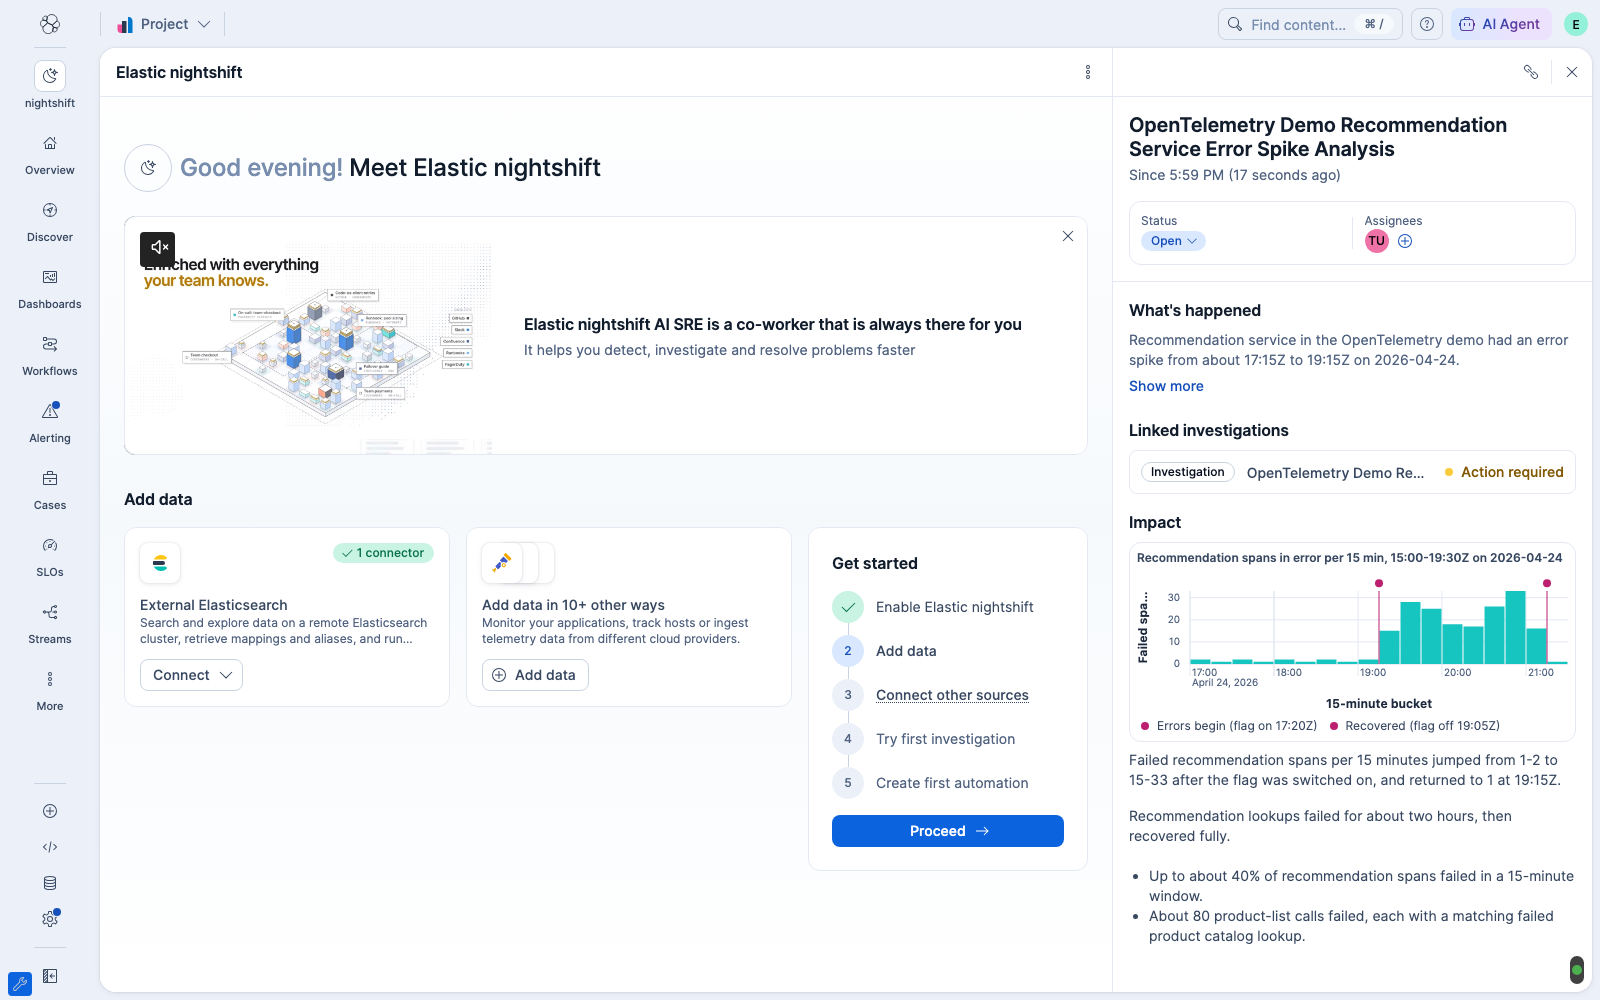 Project
Find content...
⌘ /
AI Agent
E
nightshift
Overview
Discover
Dashboards
Workflows
Alerting
Cases
SLOs
Streams
More
Elastic nightshift
Good evening! Meet Elastic nightshift
Enriched with everything
your team knows.
Elastic nightshift AI SRE is a co-worker that is always there for you
It helps you detect, investigate and resolve problems faster
Add data
1 connector
External Elasticsearch
Search and explore data on a remote Elasticsearch
cluster, retrieve mappings and aliases, and run...
Connect
Add data in 10+ other ways
Monitor your applications, track hosts or ingest
telemetry data from different cloud providers.
Add data
Get started
Enable Elastic nightshift
2 Add data
3 Connect other sources
4 Try first investigation
5 Create first automation
Proceed
OpenTelemetry Demo Recommendation
Service Error Spike Analysis
Since 5:59 PM (17 seconds ago)
Status
Open
Assignees
TU
What's happened
Recommendation service in the OpenTelemetry demo had an error
spike from about 17:15Z to 19:15Z on 2026-04-24.
Show more
Linked investigations
Investigation OpenTelemetry Demo Re... Action required
Impact
Recommendation spans in error per 15 min, 15:00-19:30Z on 2026-04-24
Failed spa...
30
20
10
0
17:00 18:00 19:00 20:00 21:00
April 24, 2026
15-minute bucket
Errors begin (flag on 17:20Z) Recovered (flag off 19:05Z)
Failed recommendation spans per 15 minutes jumped from 1-2 to
15-33 after the flag was switched on, and returned to 1 at 19:15Z.
Recommendation lookups failed for about two hours, then
recovered fully.
Up to about 40% of recommendation spans failed in a 15-minute
window.
About 80 product-list calls failed, each with a matching failed
product catalog lookup.